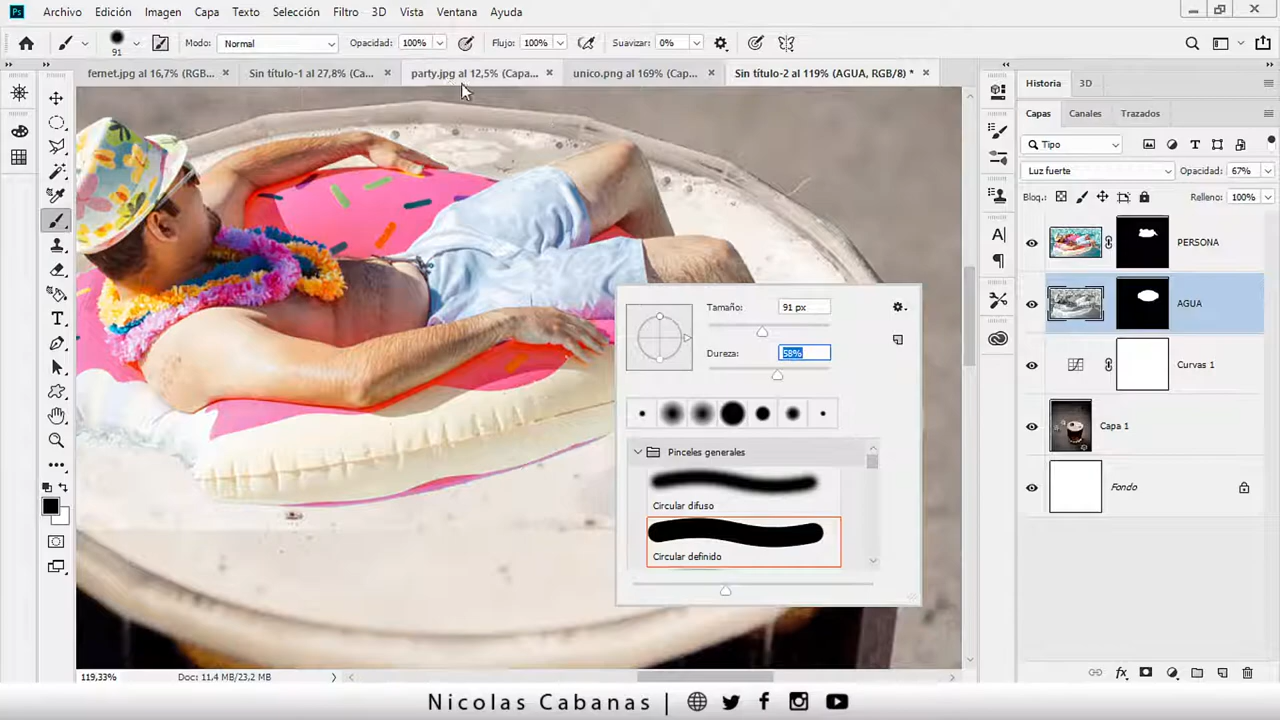 Ps Archivo Edición Imagen Capa Texto Selección Filtro 3D Vista Ventana Ayuda
91 Modo: Normal Opacidad: 100% Flujo: 100% Suavizar: 0%
fernet.jpg al 16,7% (RGB... × Sin título-1 al 27,8% (Ca... × party.jpg al 12,5% (Capa... × unico.png al 169% (Cap... × Sin título-2 al 119% (AGUA, RGB/8) * ×
Historia 3D
Capas Canales Trazados
Tipo
Luz fuerte Opacidad: 67%
Bloq.: Relleno: 100%
PERSONA
AGUA
Curvas 1
Capa 1
Fondo
Tamaño: 91 px
Dureza: 58%
Pinceles generales
Circular difuso
Circular definido
119,33% Doc: 11,4 MB/23,2 MB
Nicolas Cabanas |